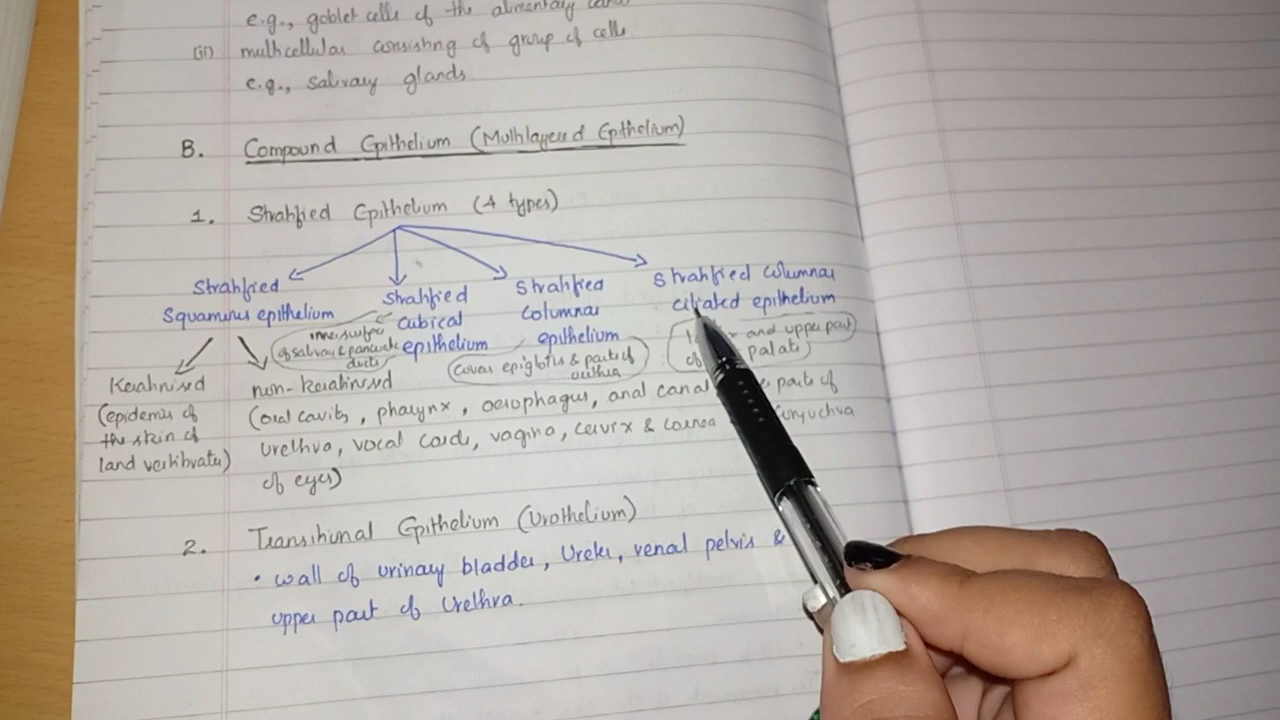 e.g., goblet cells of the alimentary canal
(ii) multicellular consisting of group of cells
e.g., salivary glands
B. Compound Epithelium (Multilayered Epithelium)
1. Stratified Epithelium (4 types)
Stratified
Squamous epithelium
Stratified
cubical
epithelium
Stratified
columnar
epithelium
Stratified columnar
ciliated epithelium
inner surface
of salivary & pancreatic
ducts
(covers epiglottis & parts of
urethra
and upper part
of palate)
Keratinised
(epidermis of
the skin of
land vertibrates)
non-keratinised
(oral cavity, pharynx, oesophagus, anal canal, parts of
urethra, vocal cords, vagina, cervix & cornea
of eyes)
2. Transitional Epithelium (Urothelium)
• wall of urinary bladder, Ureter, renal pelvis &
upper part of Urethra.